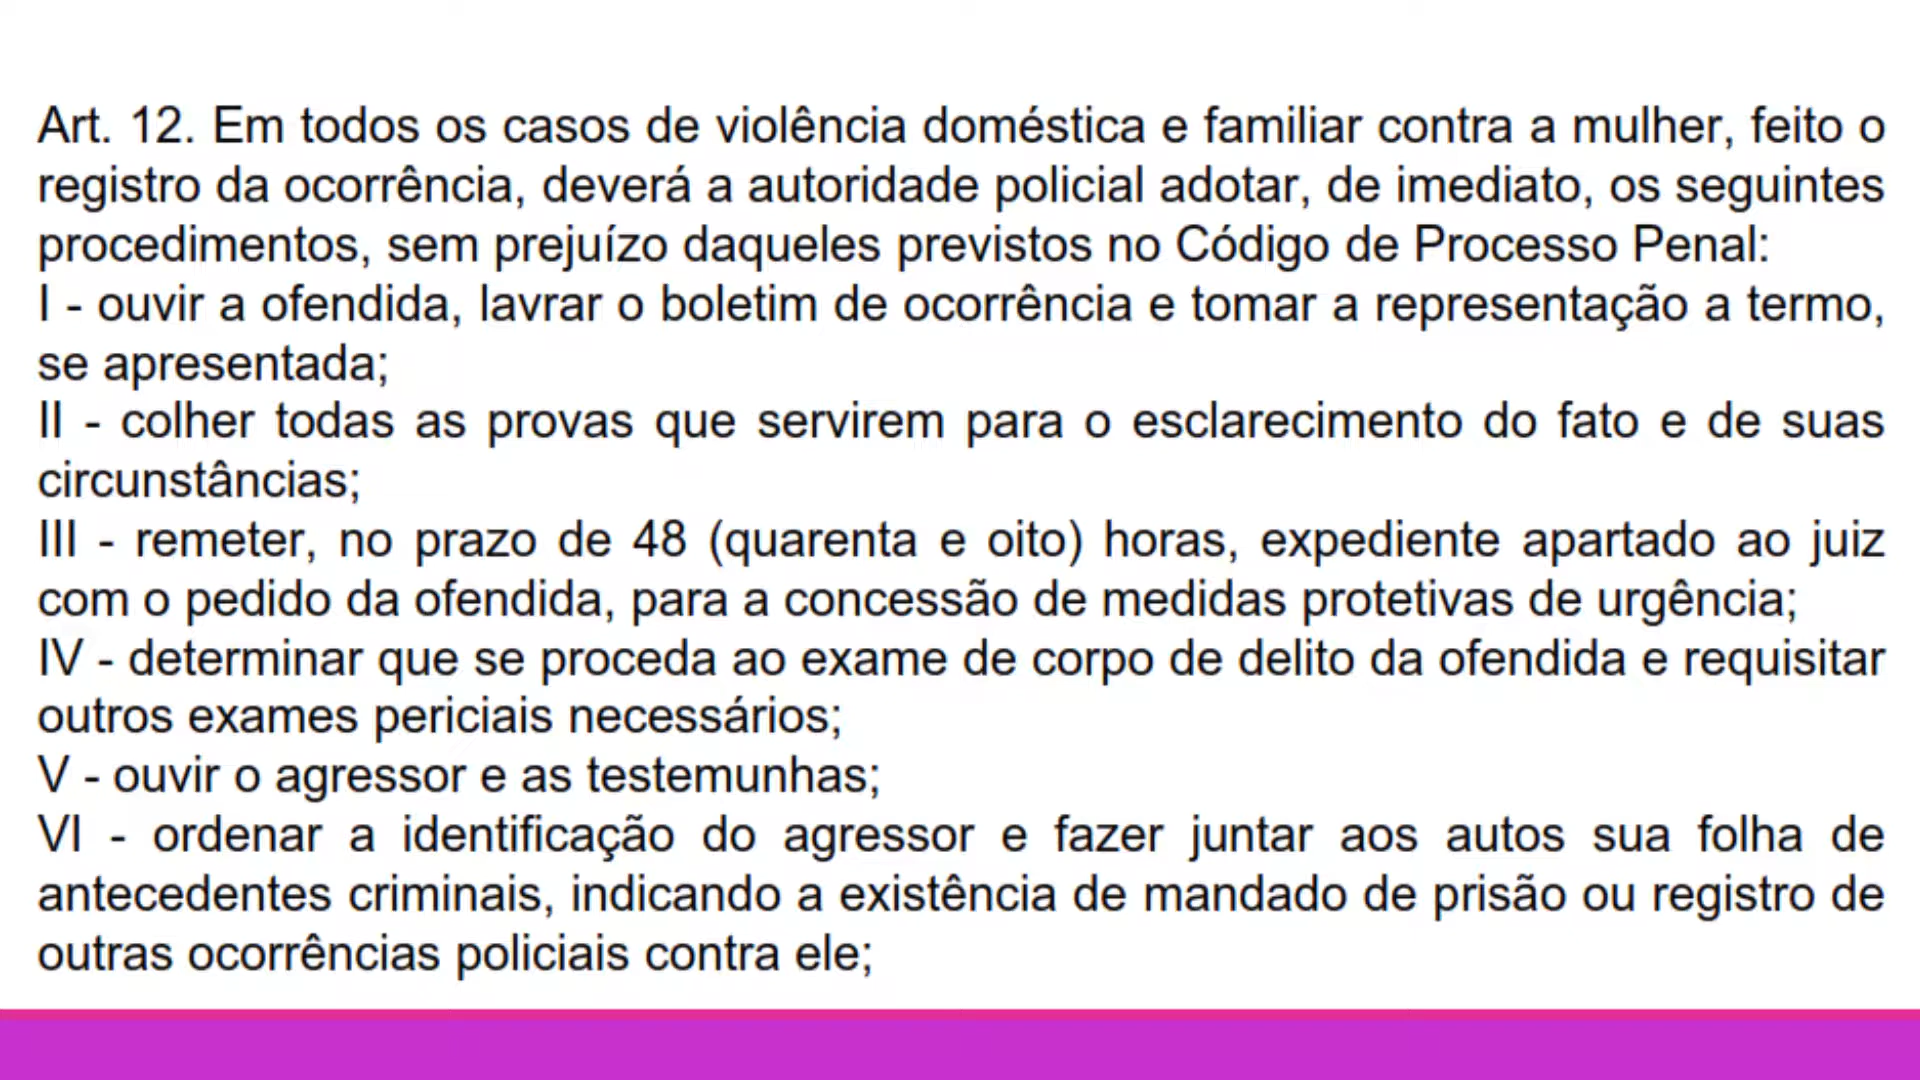 Art. 12. Em todos os casos de violência doméstica e familiar contra a mulher, feito o
registro da ocorrência, deverá a autoridade policial adotar, de imediato, os seguintes
procedimentos, sem prejuízo daqueles previstos no Código de Processo Penal:
I - ouvir a ofendida, lavrar o boletim de ocorrência e tomar a representação a termo,
se apresentada;
II - colher todas as provas que servirem para o esclarecimento do fato e de suas
circunstâncias;
III - remeter, no prazo de 48 (quarenta e oito) horas, expediente apartado ao juiz
com o pedido da ofendida, para a concessão de medidas protetivas de urgência;
IV - determinar que se proceda ao exame de corpo de delito da ofendida e requisitar
outros exames periciais necessários;
V - ouvir o agressor e as testemunhas;
VI - ordenar a identificação do agressor e fazer juntar aos autos sua folha de
antecedentes criminais, indicando a existência de mandado de prisão ou registro de
outras ocorrências policiais contra ele;